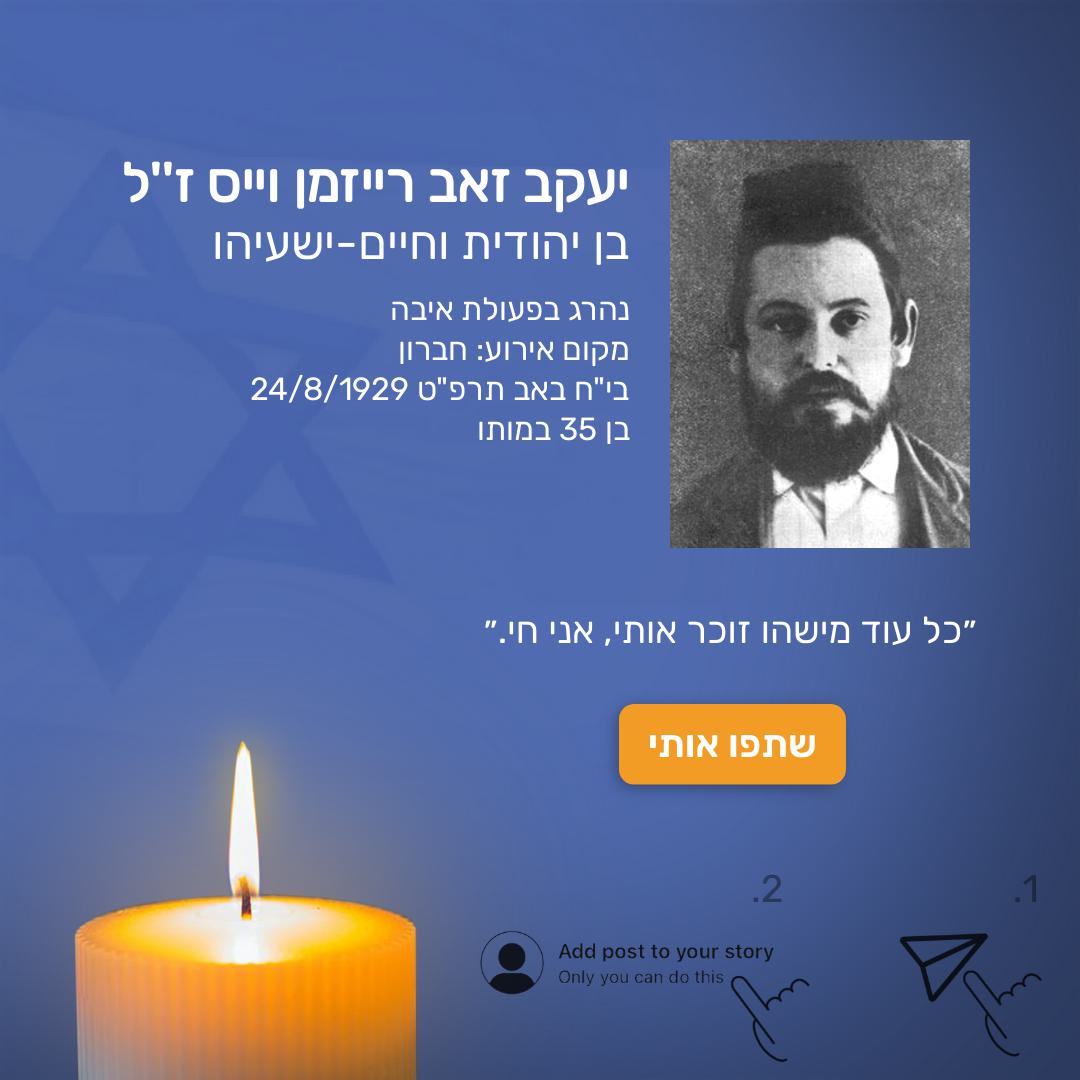 יעקב זאב רייזמן וייס ז"ל
בן יהודית וחיים-ישעיהו
נהרג בפעולת איבה
מקום אירוע: חברון
בי"ח באב תרפ"ט 24/8/1929
בן 35 במותו
״כל עוד מישהו זוכר אותי, אני חי.״
שתפו אותי
1.
2.
Add post to your story
Only you can do this